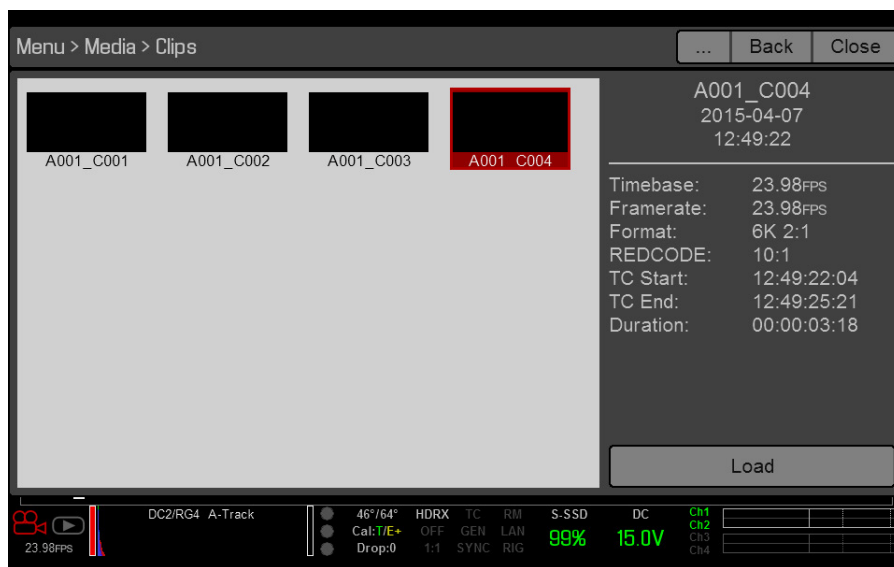 Menu > Media > Clips ... Back Close
A001_C001 A001_C002 A001_C003 A001_C004
A001_C004
2015-04-07
12:49:22
Timebase: 23.98FPS
Framerate: 23.98FPS
Format: 6K 2:1
REDCODE: 10:1
TC Start: 12:49:22:04
TC End: 12:49:25:21
Duration: 00:00:03:18
Load
DC2/RG4 A-Track 46°/64° HDRX TC RM S-SSD DC Ch1
Cal:T/E+ OFF GEN LAN 99% 15.0V Ch2
23.98FPS Drop:0 1:1 SYNC RIG Ch3
Ch4